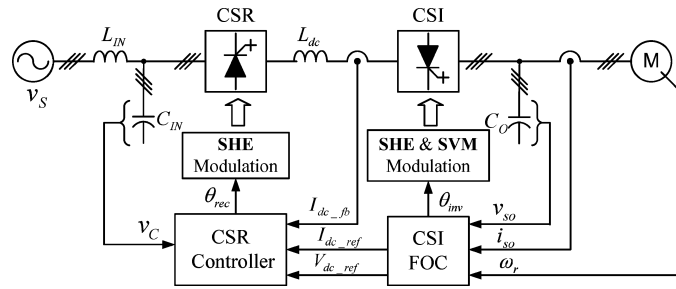 CSR
CSI
L_IN
L_dc
M
v_S
C_IN
C_O
SHE
Modulation
SHE & SVM
Modulation
θ_rec
I_dc_fb
θ_inv
v_so
v_C
CSR
Controller
I_dc_ref
CSI
FOC
i_so
V_dc_ref
ω_r